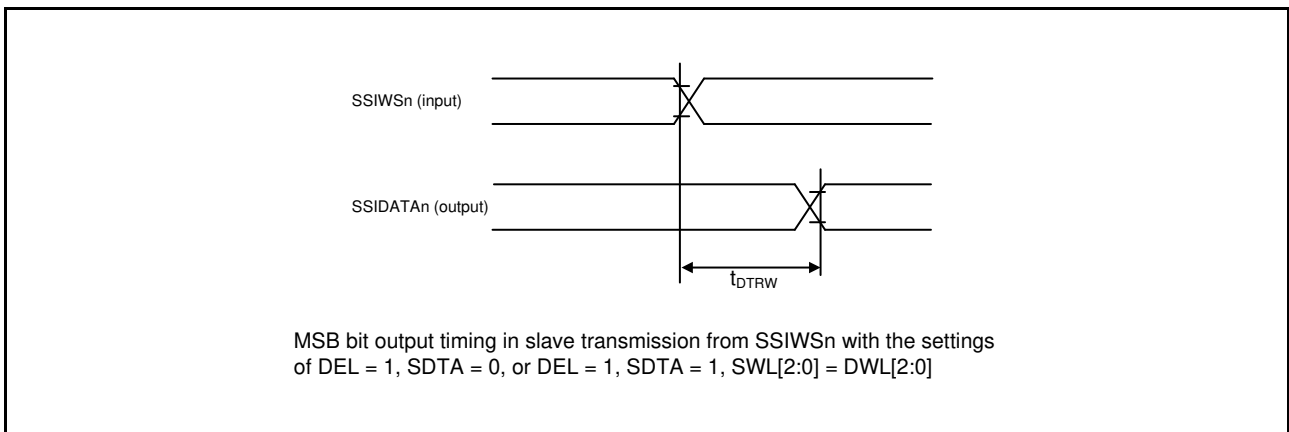 SSIWSn (input)
SSIDATAn (output)
tDTRW
MSB bit output timing in slave transmission from SSIWSn with the settings
of DEL = 1, SDTA = 0, or DEL = 1, SDTA = 1, SWL[2:0] = DWL[2:0]